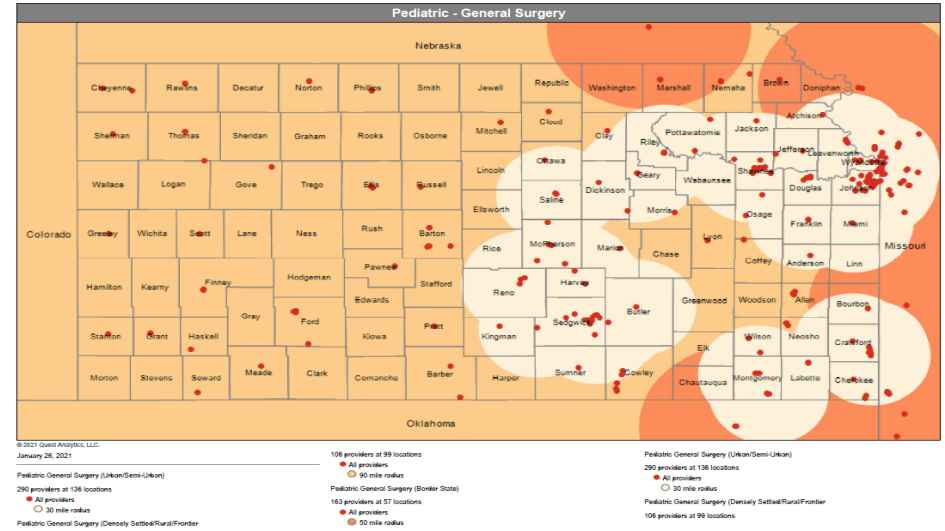 Pediatric - General Surgery
Nebraska
Cheyenne Rawlins Decatur Norton Phillips Smith Jewell Republic Washington Marshall Nemaha Brown Doniphan
Sherman Thomas Sheridan Graham Rooks Osborne Mitchell Cloud Clay Riley Pottawatomie Jackson Atchison
Jefferson Leavenworth
Wallace Logan Gove Trego Ellis Russell Lincoln Ottawa Dickinson Geary Wabaunsee Shawnee Douglas Johnson Wyandotte
Saline
Ellsworth Morris Osage
Colorado Greeley Wichita Scott Lane Ness Rush Barton Rice McPherson Marion Chase Lyon Franklin Miami Missouri
Pawnee Coffey Anderson Linn
Hamilton Kearny Finney Hodgeman Stafford Reno Harvey
Gray Ford Edwards Butler Greenwood Woodson Allen Bourbon
Stanton Grant Haskell Kiowa Pratt Kingman Sedgwick Elk Wilson Neosho Crawford
Morton Stevens Seward Meade Clark Comanche Barber Harper Sumner Cowley Chautauqua Montgomery Labette Cherokee
Oklahoma
© 2021 Quest Analytics, LLC.
January 26, 2021
Pediatric General Surgery (Urban/Semi-Urban)
290 providers at 136 locations
All providers
30 mile radius
Pediatric General Surgery (Densely Settled/Rural/Frontier
106 providers at 99 locations
All providers
90 mile radius
Pediatric General Surgery (Border State)
163 providers at 57 locations
All providers
50 mile radius
Pediatric General Surgery (Urban/Semi-Urban)
290 providers at 136 locations
All providers
30 mile radius
Pediatric General Surgery (Densely Settled/Rural/Frontier
106 providers at 99 locations